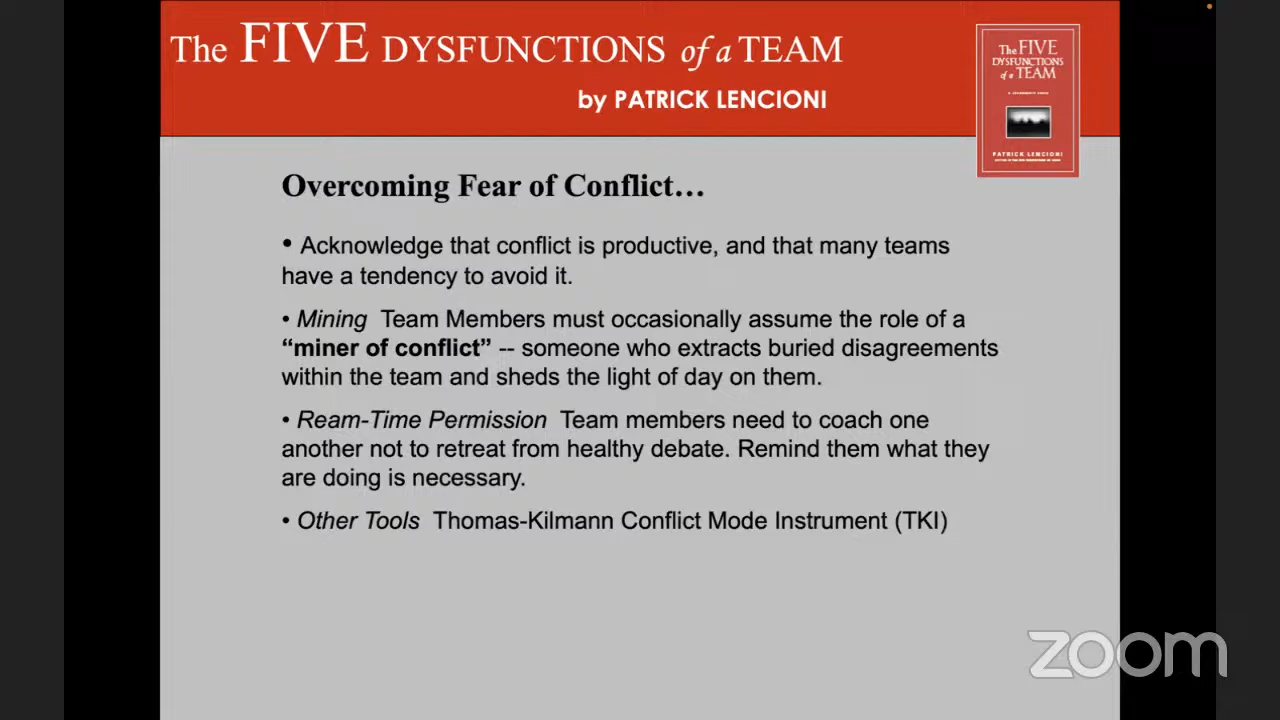 The FIVE DYSFUNCTIONS of a TEAM
by PATRICK LENCIONI
The FIVE
DYSFUNCTIONS
of a TEAM
PATRICK LENCIONI
Overcoming Fear of Conflict…
• Acknowledge that conflict is productive, and that many teams
have a tendency to avoid it.
• Mining Team Members must occasionally assume the role of a
“miner of conflict” -- someone who extracts buried disagreements
within the team and sheds the light of day on them.
• Ream-Time Permission Team members need to coach one
another not to retreat from healthy debate. Remind them what they
are doing is necessary.
• Other Tools Thomas-Kilmann Conflict Mode Instrument (TKI)
zoom